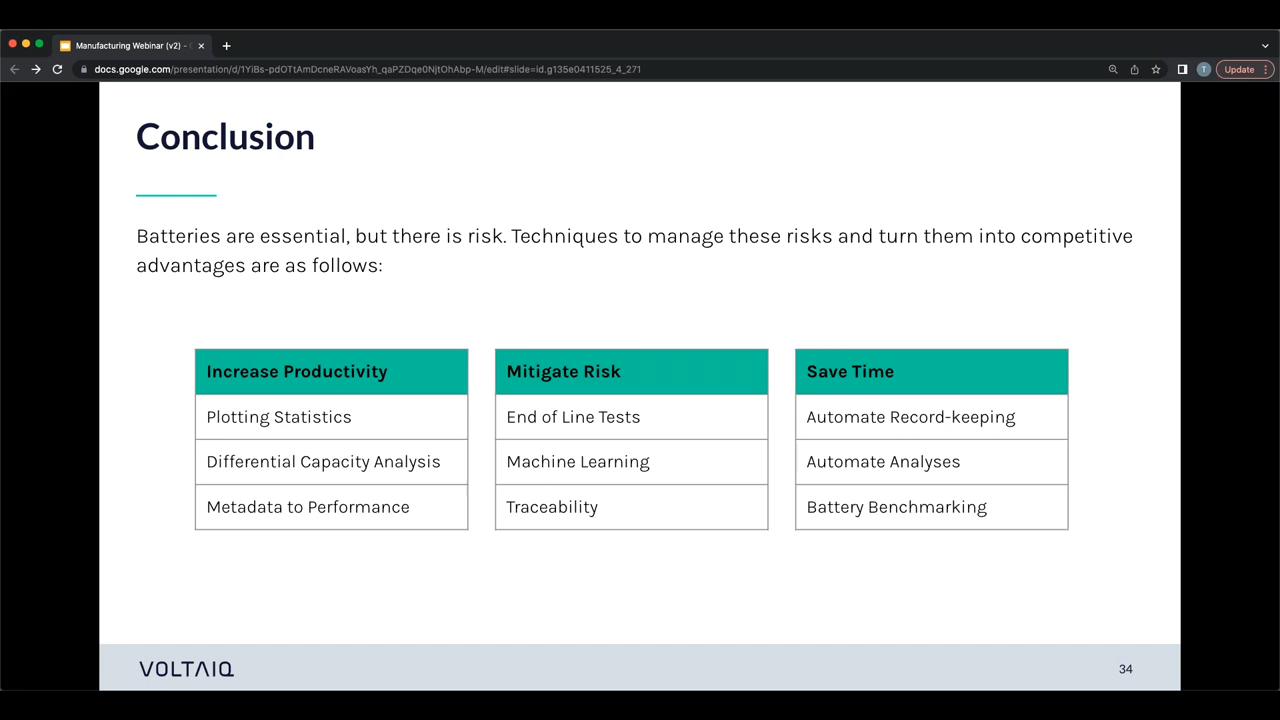 Manufacturing Webinar (v2) -
docs.google.com/presentation/d/1YiBs-pdOTtAmDcneRAVoasYh_qaPZDqe0NjtOhAbp-M/edit#slide=id.g135e0411525_4_271
T
Update
Conclusion
Batteries are essential, but there is risk. Techniques to manage these risks and turn them into competitive
advantages are as follows:
Increase Productivity
Plotting Statistics
Differential Capacity Analysis
Metadata to Performance
Mitigate Risk
End of Line Tests
Machine Learning
Traceability
Save Time
Automate Record-keeping
Automate Analyses
Battery Benchmarking
VOLTAIQ
34